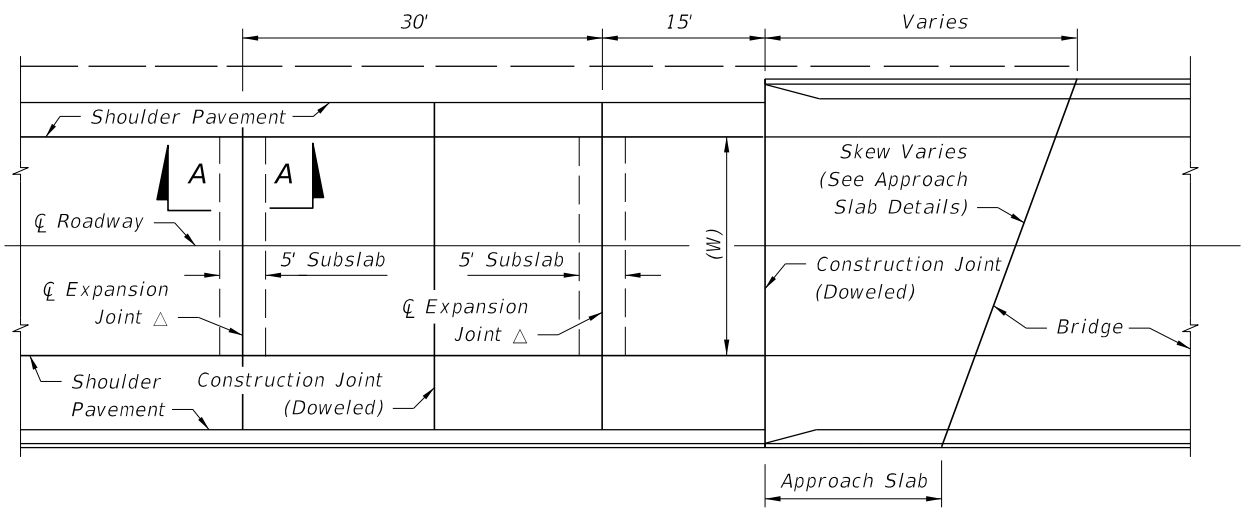 30'
15'
Varies
Shoulder Pavement
A
A
Skew Varies
(See Approach
Slab Details)
℄ Roadway
(W)
5' Subslab
5' Subslab
Construction Joint
(Doweled)
℄ Expansion
Joint △
℄ Expansion
Joint △
Bridge
Shoulder
Pavement
Construction Joint
(Doweled)
Approach Slab